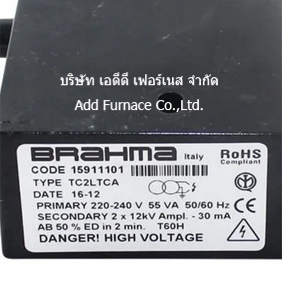 บริษัท เอดีดี เฟอร์เนส จำกัด
Add Furnace Co.,Ltd.
BRAHMA Italy RoHS
Compliant
CODE 15911101
TYPE TC2LTCA
DATE 16-12
PRIMARY 220-240 V 55 VA 50/60 Hz
SECONDARY 2 x 12kV Ampl. - 30 mA
AB 50 % ED in 2 min. T60H
DANGER! HIGH VOLTAGE